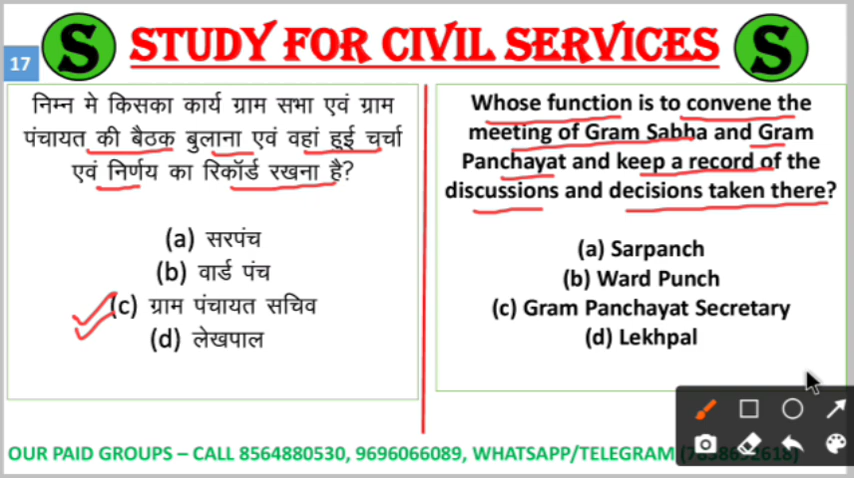 S STUDY FOR CIVIL SERVICES S
17
निम्न मे किसका कार्य ग्राम सभा एवं ग्राम
पंचायत की बैठक बुलाना एवं वहां हुई चर्चा
एवं निर्णय का रिकॉर्ड रखना है?
(a) सरपंच
(b) वार्ड पंच
(c) ग्राम पंचायत सचिव
(d) लेखपाल
Whose function is to convene the
meeting of Gram Sabha and Gram
Panchayat and keep a record of the
discussions and decisions taken there?
(a) Sarpanch
(b) Ward Punch
(c) Gram Panchayat Secretary
(d) Lekhpal
OUR PAID GROUPS – CALL 8564880530, 9696066089, WHATSAPP/TELEGRAM